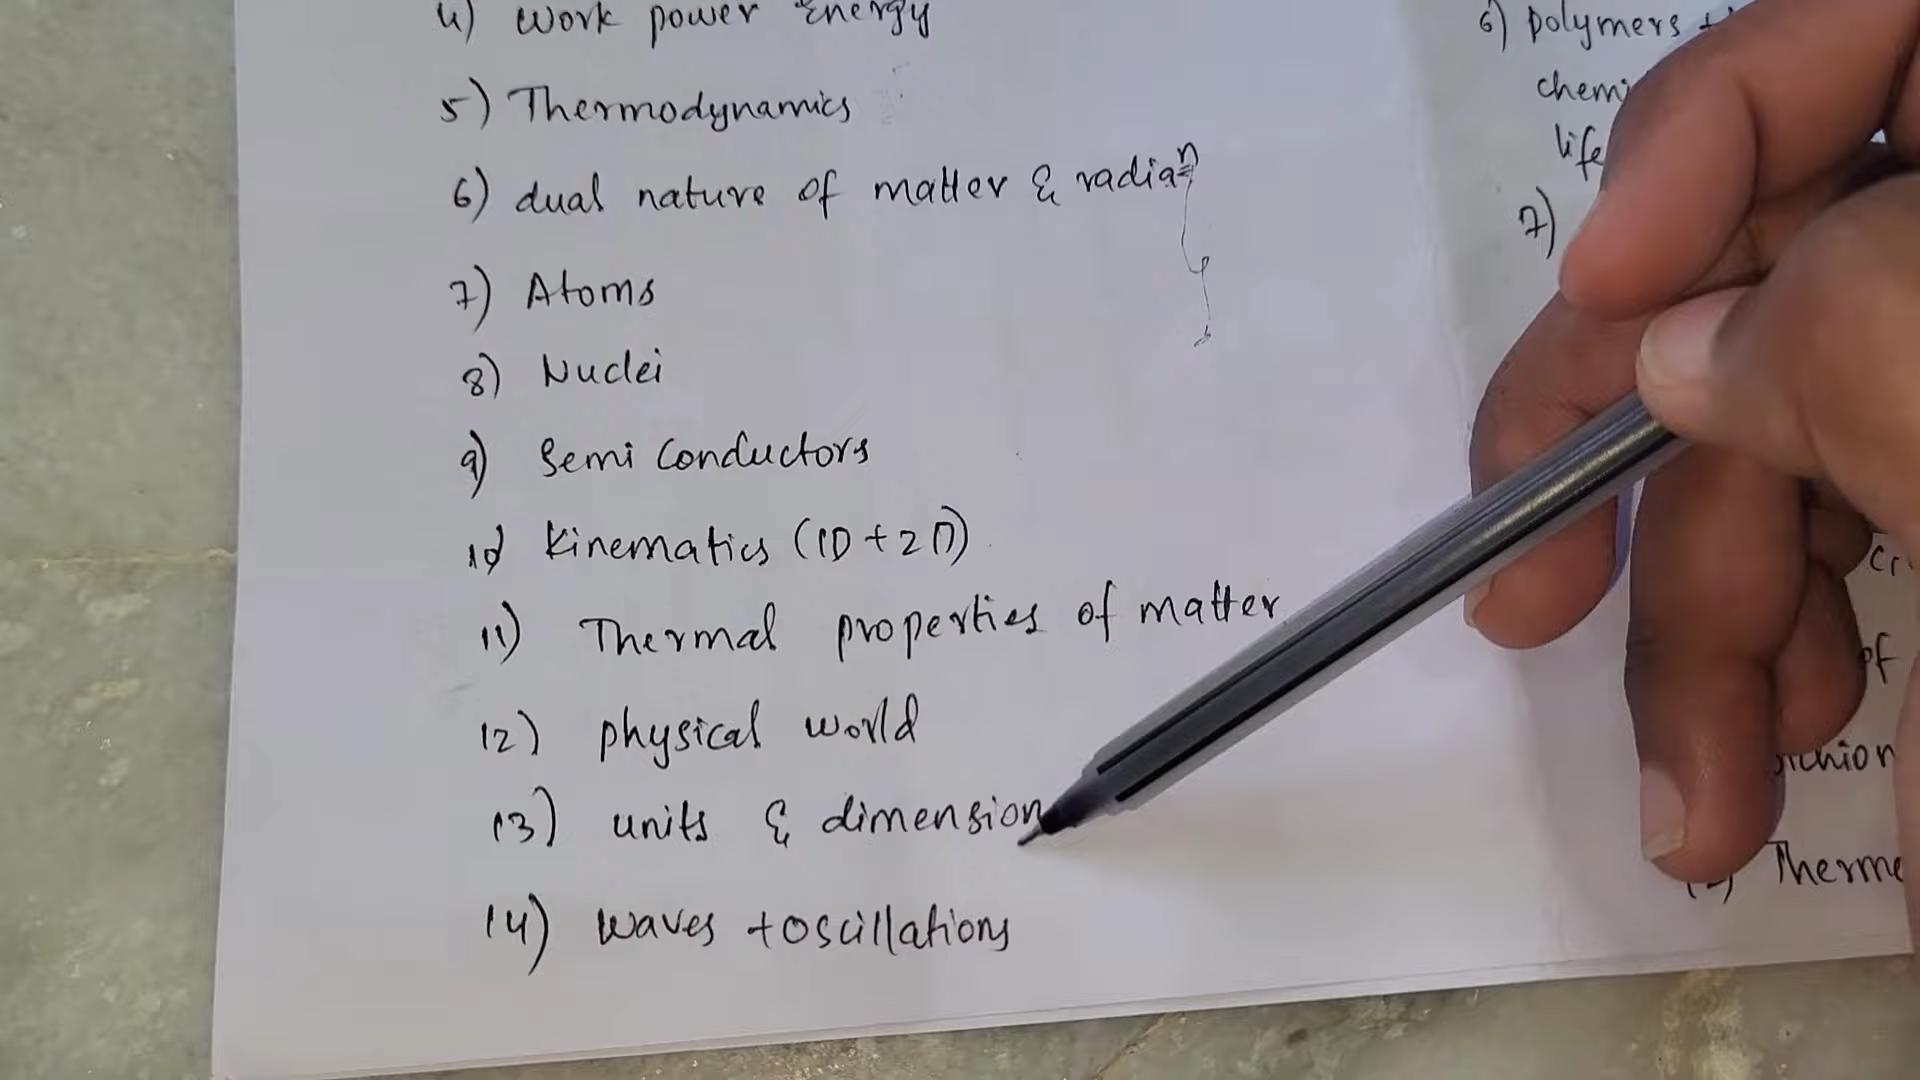 4) work power Energy
5) Thermodynamics
6) dual nature of matter & radiaⁿ
7) Atoms
8) Nuclei
9) Semi Conductors
10) Kinematics (1D + 2D)
11) Thermal properties of matter
12) physical world
13) units & dimension
14) waves + oscillations
6) polymers +
chemi
life
7)
of
Therm